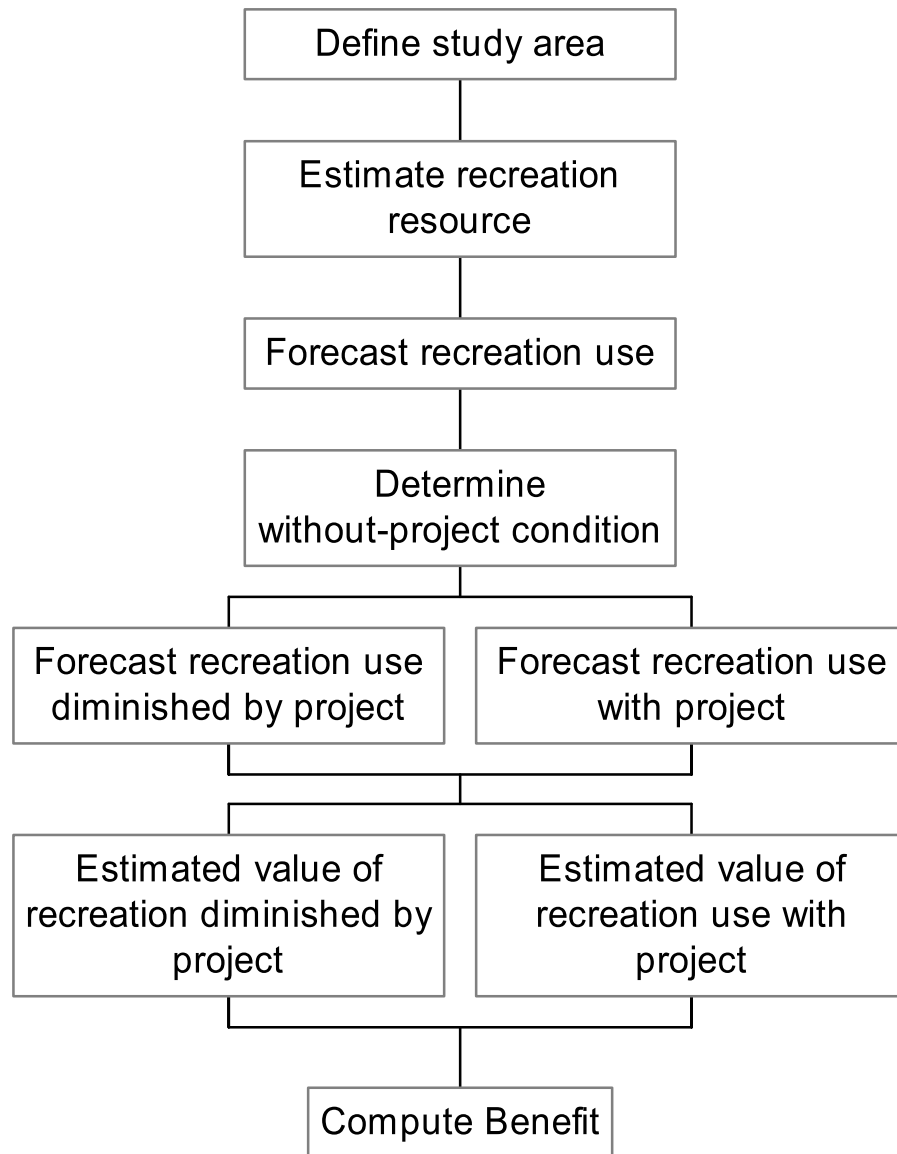 Define study area
Estimate recreation
resource
Forecast recreation use
Determine
without-project condition
Forecast recreation use
diminished by project
Forecast recreation use
with project
Estimated value of
recreation diminished by
project
Estimated value of
recreation use with
project
Compute Benefit